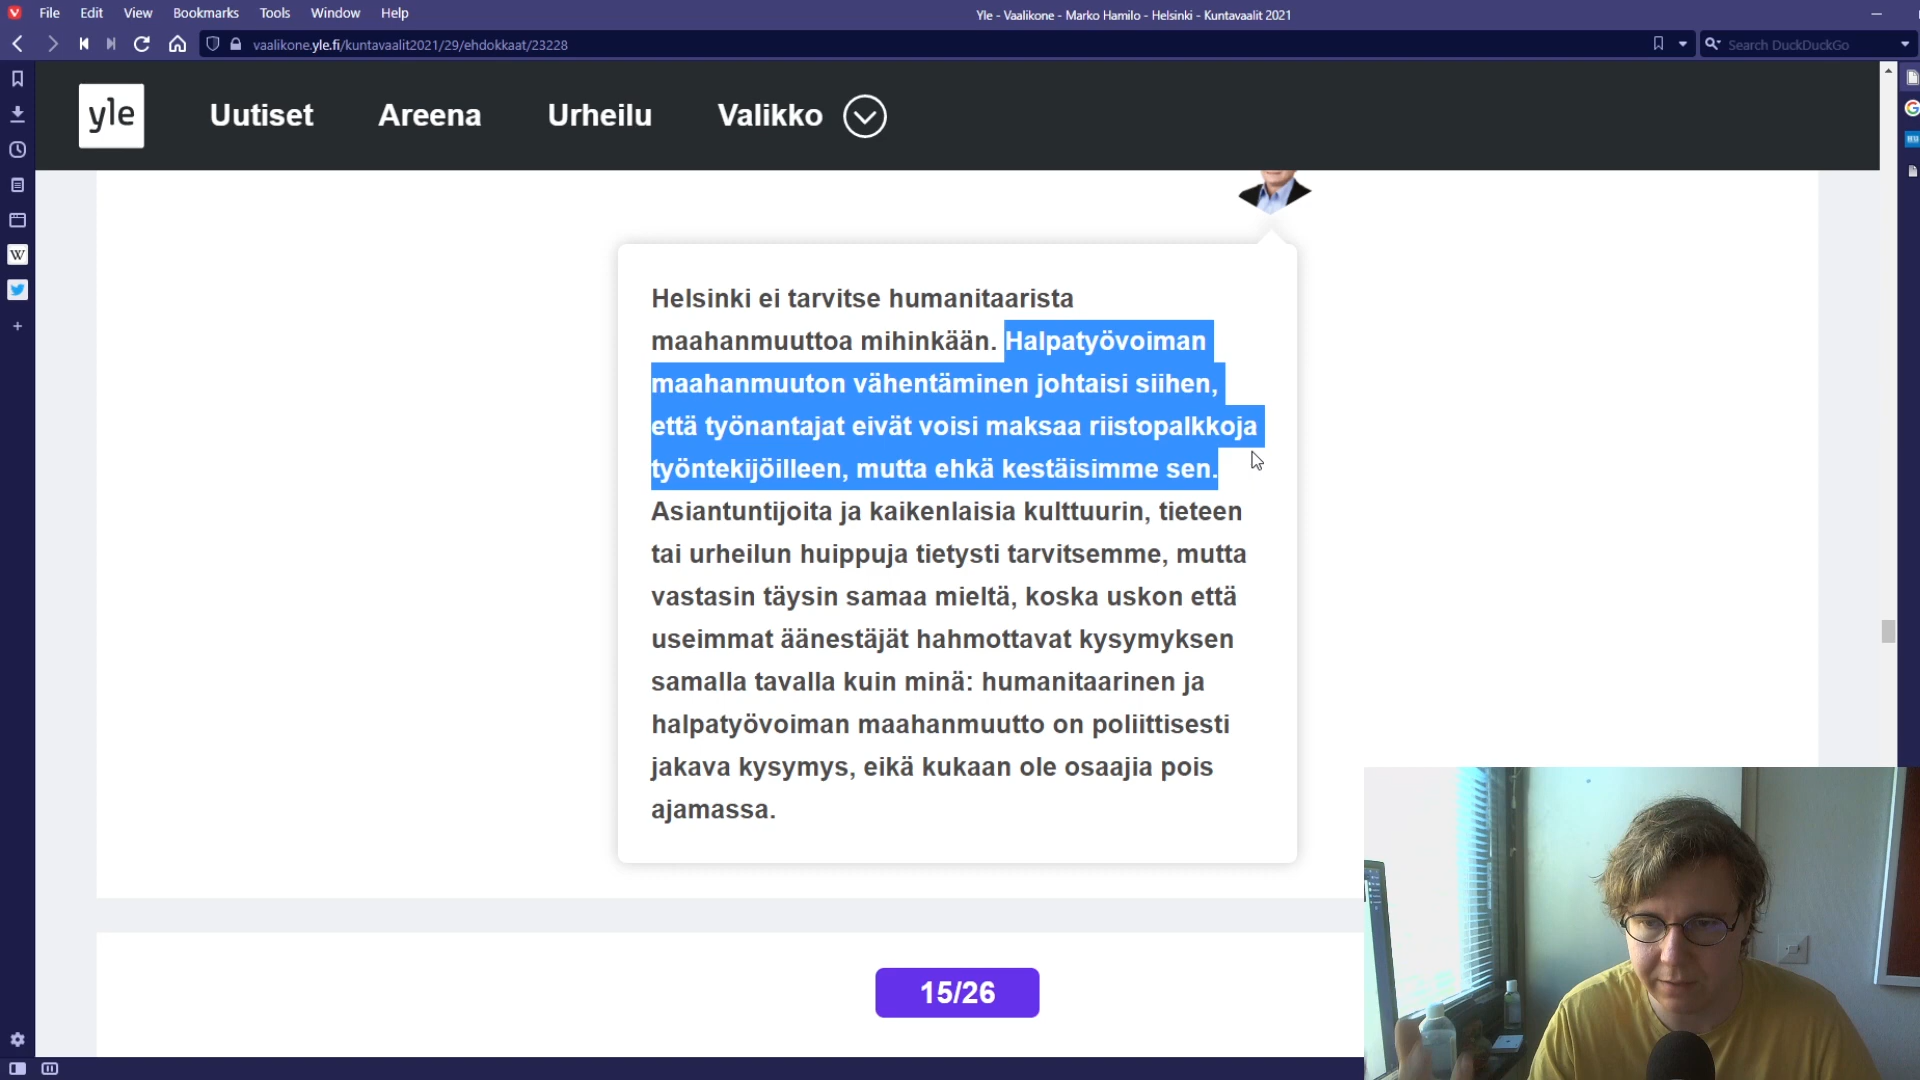 File Edit View Bookmarks Tools Window Help
Yle - Vaalikone - Marko Hamilo - Helsinki - Kuntavaalit 2021
vaalikone.yle.fi/kuntavaalit2021/29/ehdokkaat/23228
Search DuckDuckGo
yle Uutiset Areena Urheilu Valikko
W
Helsinki ei tarvitse humanitaarista
maahanmuuttoa mihinkään. Halpatyövoiman
maahanmuuton vähentäminen johtaisi siihen,
että työnantajat eivät voisi maksaa riistopalkkoja
työntekijöilleen, mutta ehkä kestäisimme sen.
Asiantuntijoita ja kaikenlaisia kulttuurin, tieteen
tai urheilun huippuja tietysti tarvitsemme, mutta
vastasin täysin samaa mieltä, koska uskon että
useimmat äänestäjät hahmottavat kysymyksen
samalla tavalla kuin minä: humanitaarinen ja
halpatyövoiman maahanmuutto on poliittisesti
jakava kysymys, eikä kukaan ole osaajia pois
ajamassa.
15/26